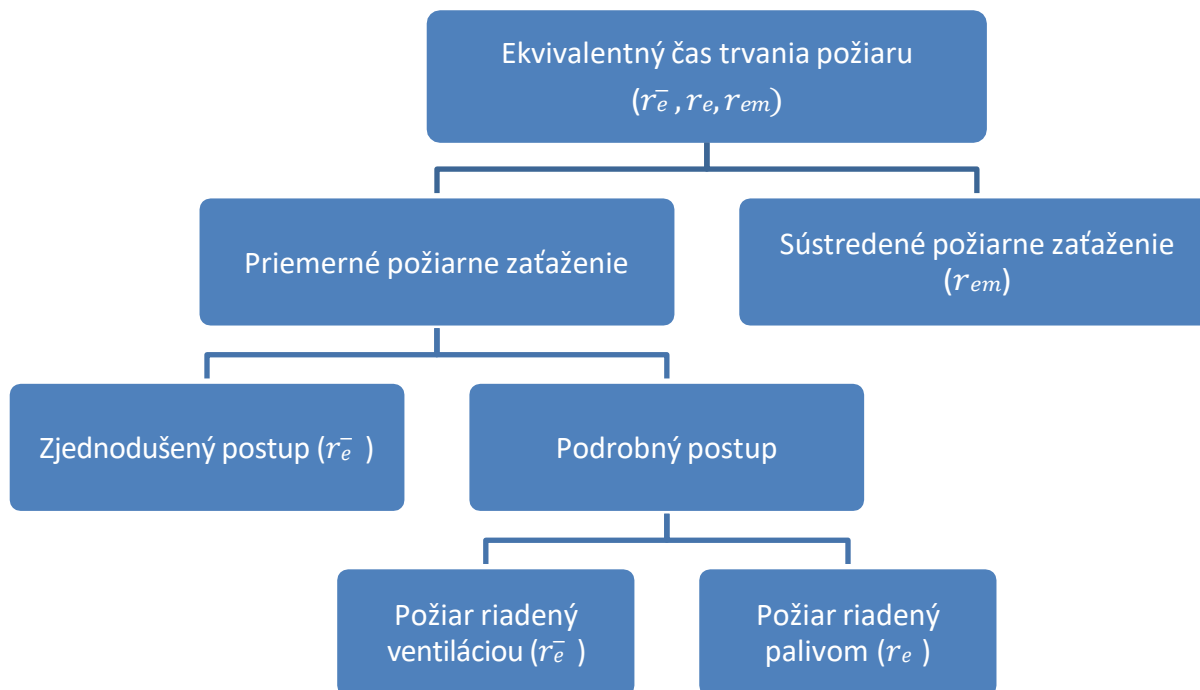 Ekvivalentný čas trvania požiaru
(r̅ₑ, rₑ, rₑₘ)
Priemerné požiarne zaťaženie
Sústredené požiarne zaťaženie
(rₑₘ)
Zjednodušený postup (r̅ₑ )
Podrobný postup
Požiar riadený
ventiláciou (r̅ₑ )
Požiar riadený
palivom (rₑ )